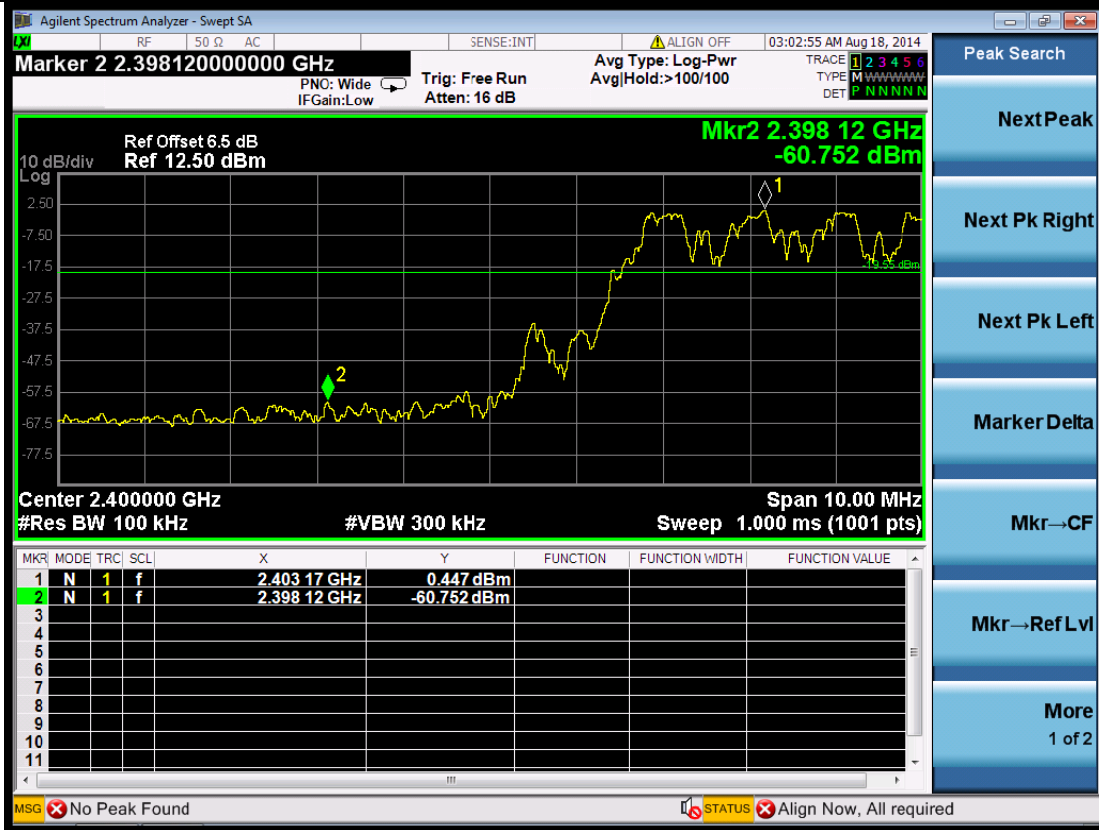 Agilent Spectrum Analyzer - Swept SA
LXI RF 50 Ω AC SENSE:INT ALIGN OFF 03:02:55 AM Aug 18, 2014
Marker 2 2.398120000000 GHz
PNO: Wide
IFGain:Low
Trig: Free Run
Atten: 16 dB
Avg Type: Log-Pwr
Avg|Hold:>100/100
TRACE 1 2 3 4 5 6
TYPE M WWWWW
DET P N N N N N
Peak Search
Mkr2 2.398 12 GHz
-60.752 dBm
Ref Offset 6.5 dB
10 dB/div Ref 12.50 dBm
Log
2.50
-7.50
-17.5
-27.5
-37.5
-47.5
-57.5
-67.5
-77.5
1
-19.55 dBm
2
Center 2.400000 GHz Span 10.00 MHz
#Res BW 100 kHz #VBW 300 kHz Sweep 1.000 ms (1001 pts)
MKR MODE TRC SCL X Y FUNCTION FUNCTION WIDTH FUNCTION VALUE
1 N 1 f 2.403 17 GHz 0.447 dBm
2 N 1 f 2.398 12 GHz -60.752 dBm
3
4
5
6
7
8
9
10
11
Next Peak
Next Pk Right
Next Pk Left
Marker Delta
Mkr→CF
Mkr→Ref Lvl
More
1 of 2
MSG No Peak Found STATUS Align Now, All required